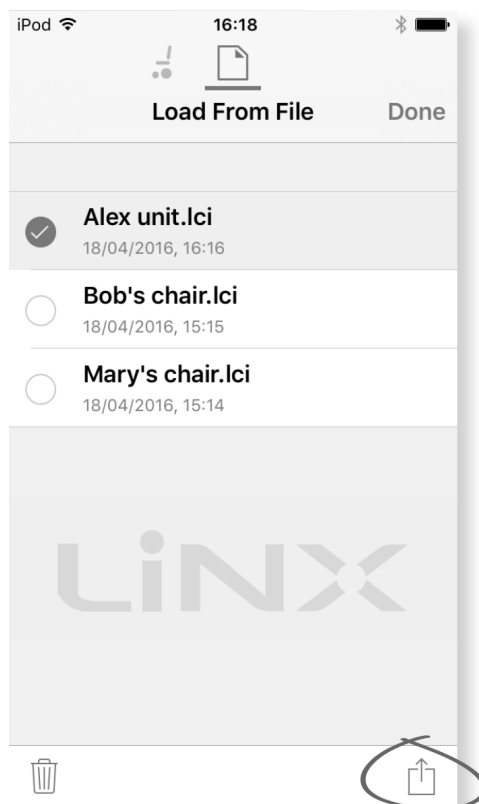 iPod 16:18
Load From File Done
Alex unit.lci
18/04/2016, 16:16
Bob's chair.lci
18/04/2016, 15:15
Mary's chair.lci
18/04/2016, 15:14
LiNX